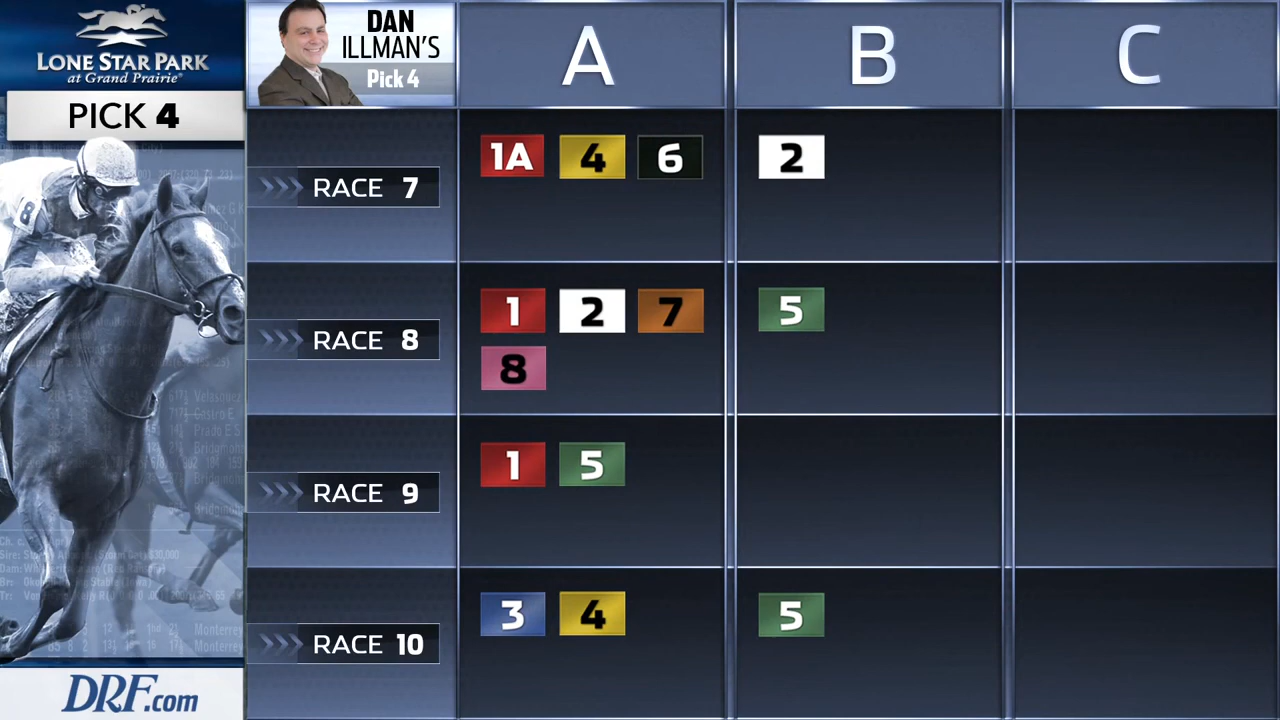 LONE STAR PARK
at Grand Prairie®
PICK 4
DAN
ILLMAN'S
Pick 4
A
B
C
RACE 7
1A 4 6
2
RACE 8
1 2 7
8
5
RACE 9
1 5
RACE 10
3 4
5
8
DRF.com